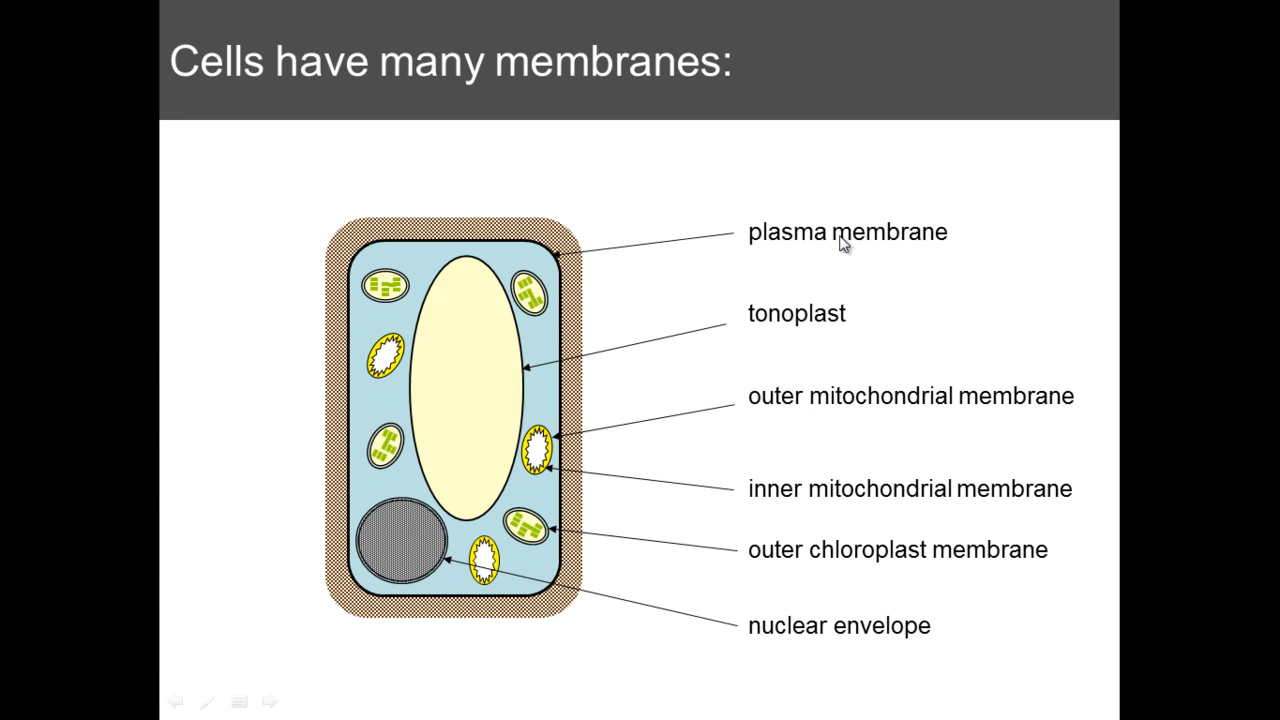 Cells have many membranes:
plasma membrane
tonoplast
outer mitochondrial membrane
inner mitochondrial membrane
outer chloroplast membrane
nuclear envelope